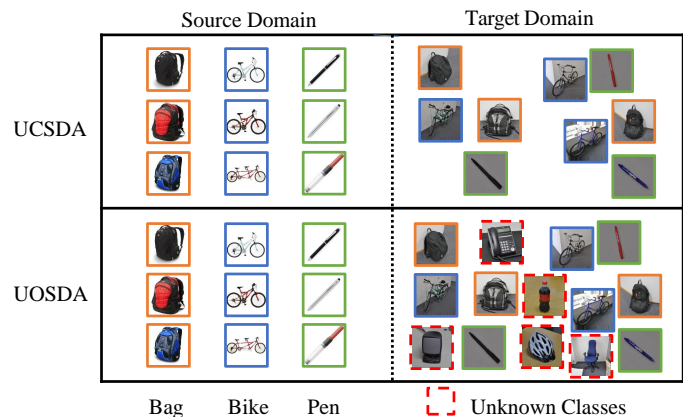 Source Domain
Target Domain
UCSDA
UOSDA
Bag
Bike
Pen
Unknown Classes